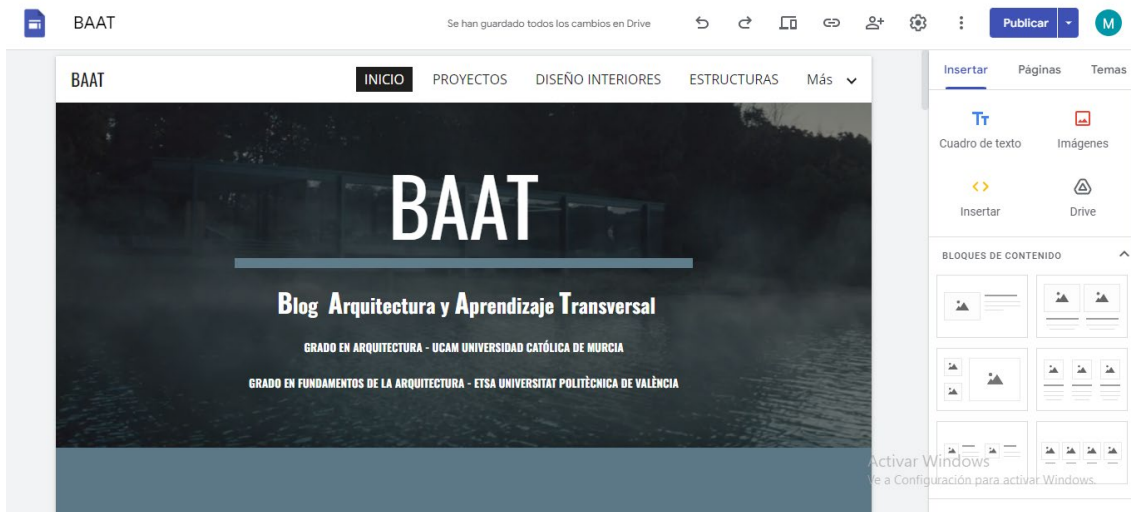 BAAT
Se han guardado todos los cambios en Drive
Publicar
M
BAAT
INICIO
PROYECTOS
DISEÑO INTERIORES
ESTRUCTURAS
Más
Insertar
Páginas
Temas
BAAT
Blog Arquitectura y Aprendizaje Transversal
GRADO EN ARQUITECTURA - UCAM UNIVERSIDAD CATÓLICA DE MURCIA
GRADO EN FUNDAMENTOS DE LA ARQUITECTURA - ETSA UNIVERSITAT POLITÈCNICA DE VALÈNCIA
Tт
Cuadro de texto
Imágenes
Insertar
Drive
BLOQUES DE CONTENIDO
Activar Windows
Ve a Configuración para activar Windows.